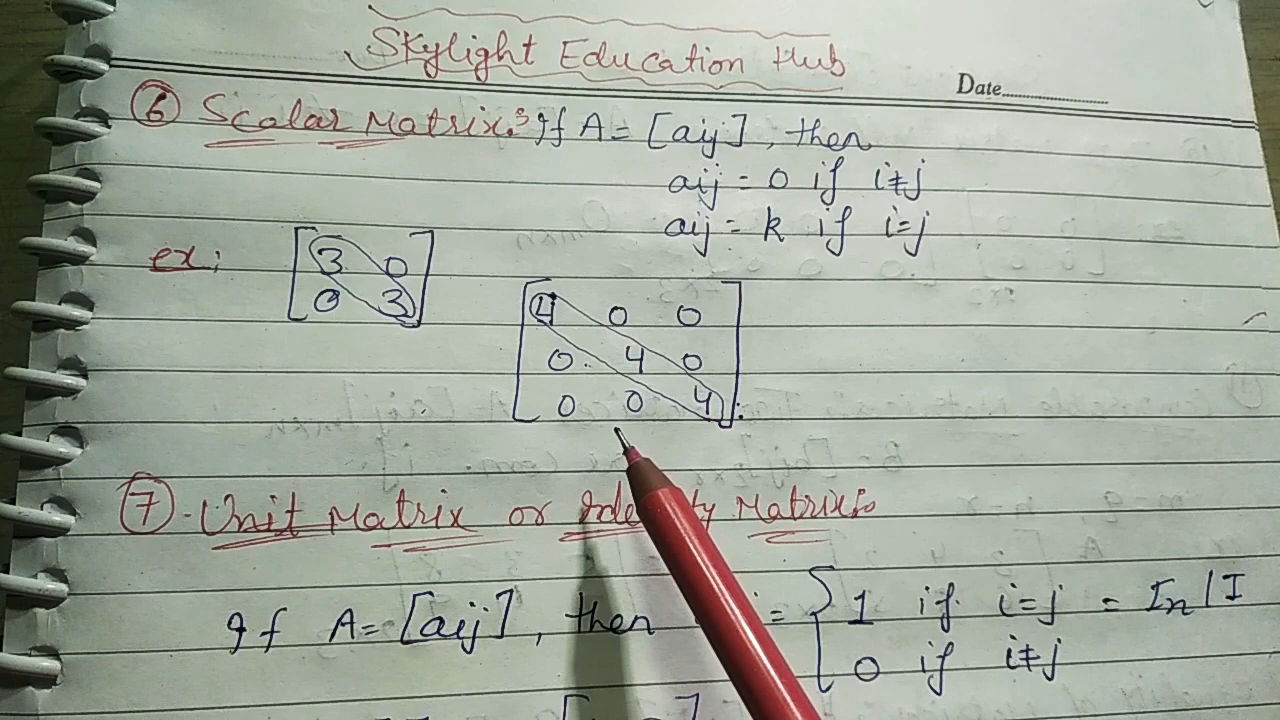 Skylight Education Hub
Date
⑥ Scalar Matrix: If A = [aij], then
aij = 0 if i≠j
aij = k if i=j
ex:
[3 0
0 3]
[4 0 0
0 4 0
0 0 4]
⑦ Unit Matrix or Matrix:
If A = [aij], then = { 1 if i=j = In/I
0 if i≠j